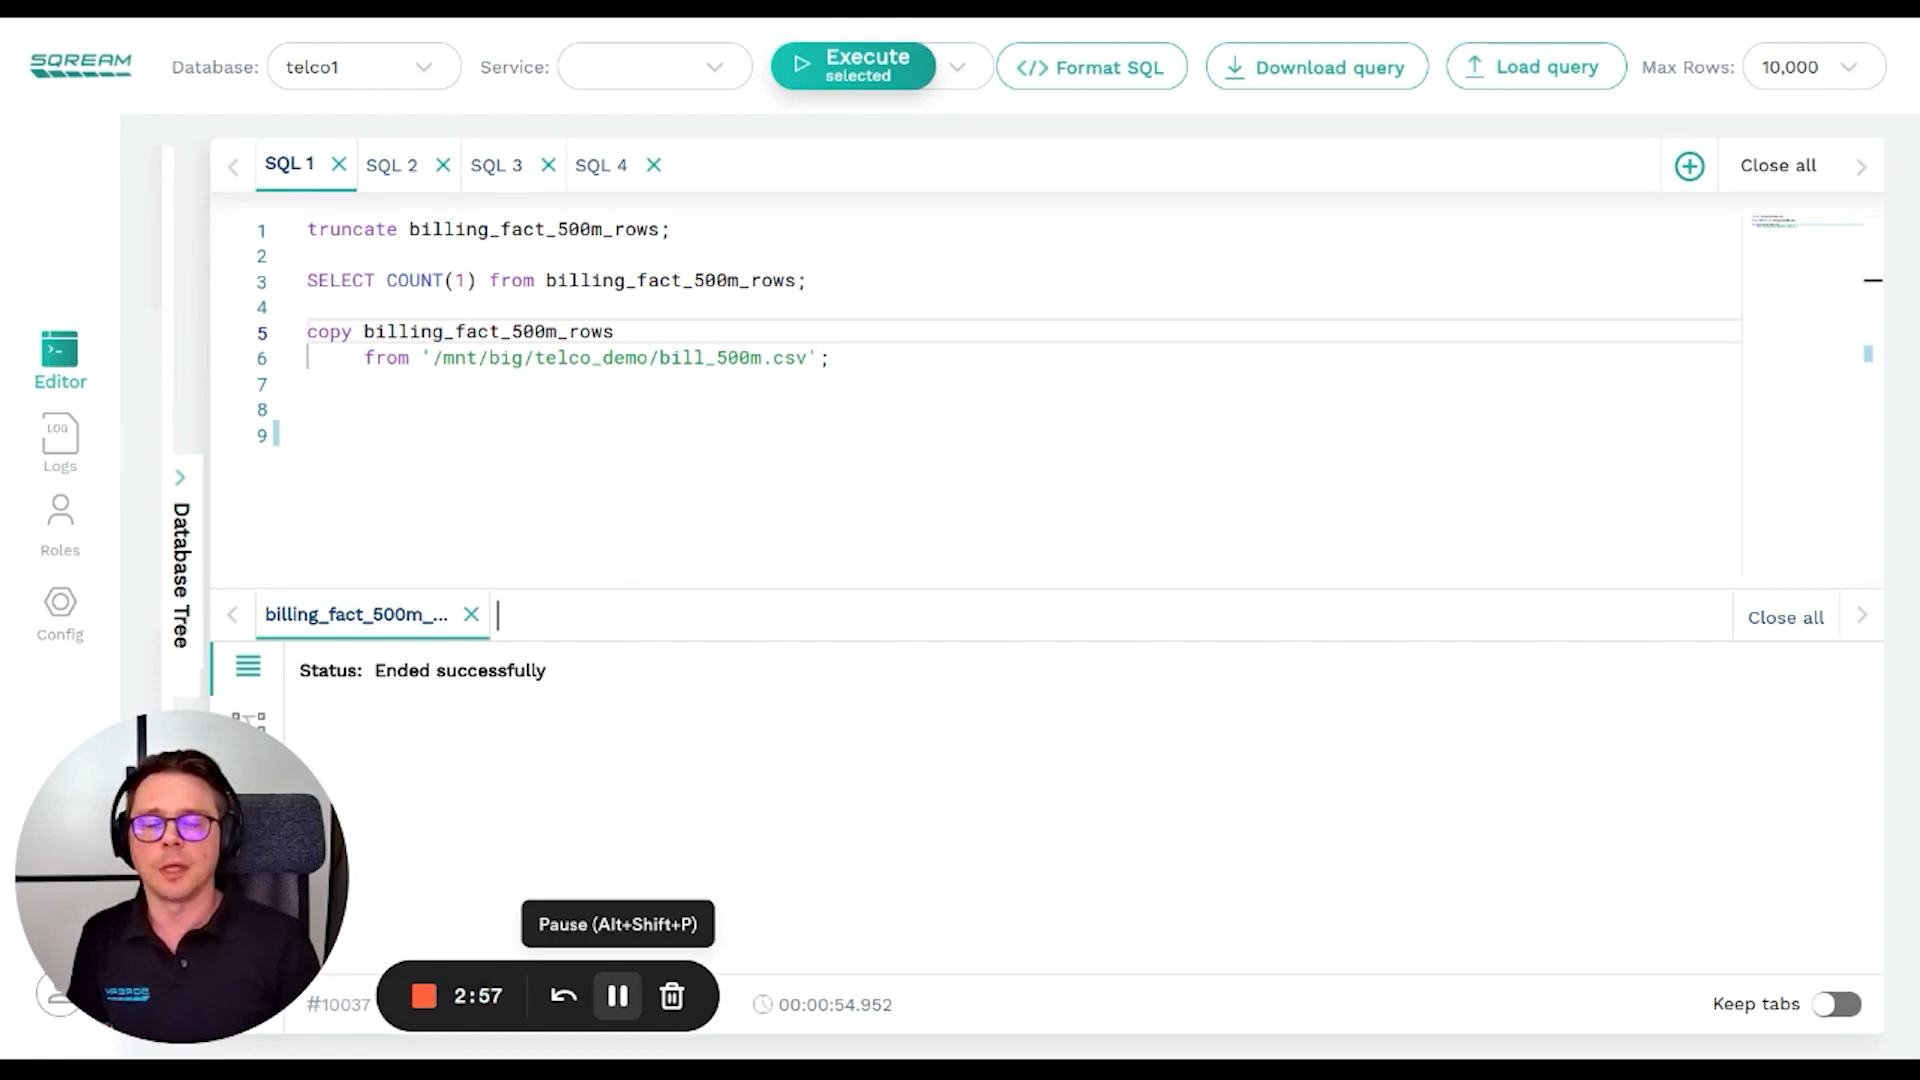 SQREAM
Database: telco1
Service:
Execute
selected
</> Format SQL
Download query
Load query
Max Rows: 10,000
SQL 1
SQL 2
SQL 3
SQL 4
Close all
1 truncate billing_fact_500m_rows;
2
3 SELECT COUNT(1) from billing_fact_500m_rows;
4
5 copy billing_fact_500m_rows
6 from '/mnt/big/telco_demo/bill_500m.csv';
7
8
9
Editor
LOG
Logs
Roles
Config
Database Tree
billing_fact_500m_...
Close all
Status: Ended successfully
Pause (Alt+Shift+P)
2:57
#10037
00:00:54.952
Keep tabs
SQREAM